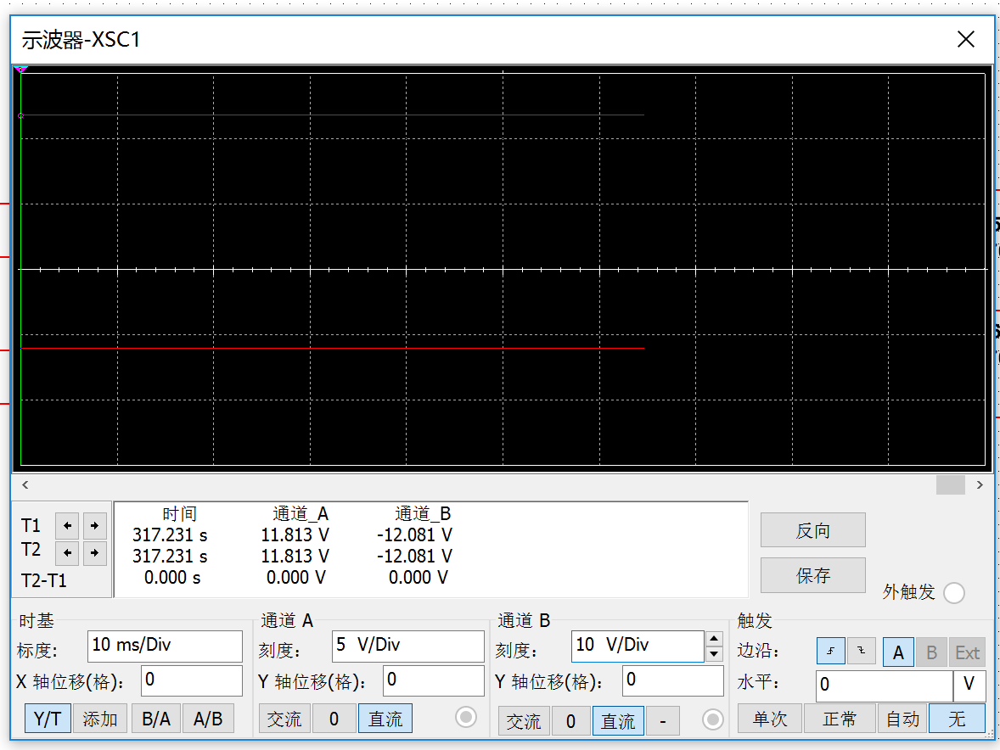 示波器-XSC1
时间 通道_A 通道_B
T1 317.231 s 11.813 V -12.081 V
T2 317.231 s 11.813 V -12.081 V
T2-T1 0.000 s 0.000 V 0.000 V
反向
保存
外触发
时基
标度: 10 ms/Div
X 轴位移(格): 0
Y/T 添加 B/A A/B
通道 A
刻度: 5 V/Div
Y 轴位移(格): 0
交流 0 直流
通道 B
刻度: 10 V/Div
Y 轴位移(格): 0
交流 0 直流 -
触发
边沿: A B Ext
水平: 0 V
单次 正常 自动 无